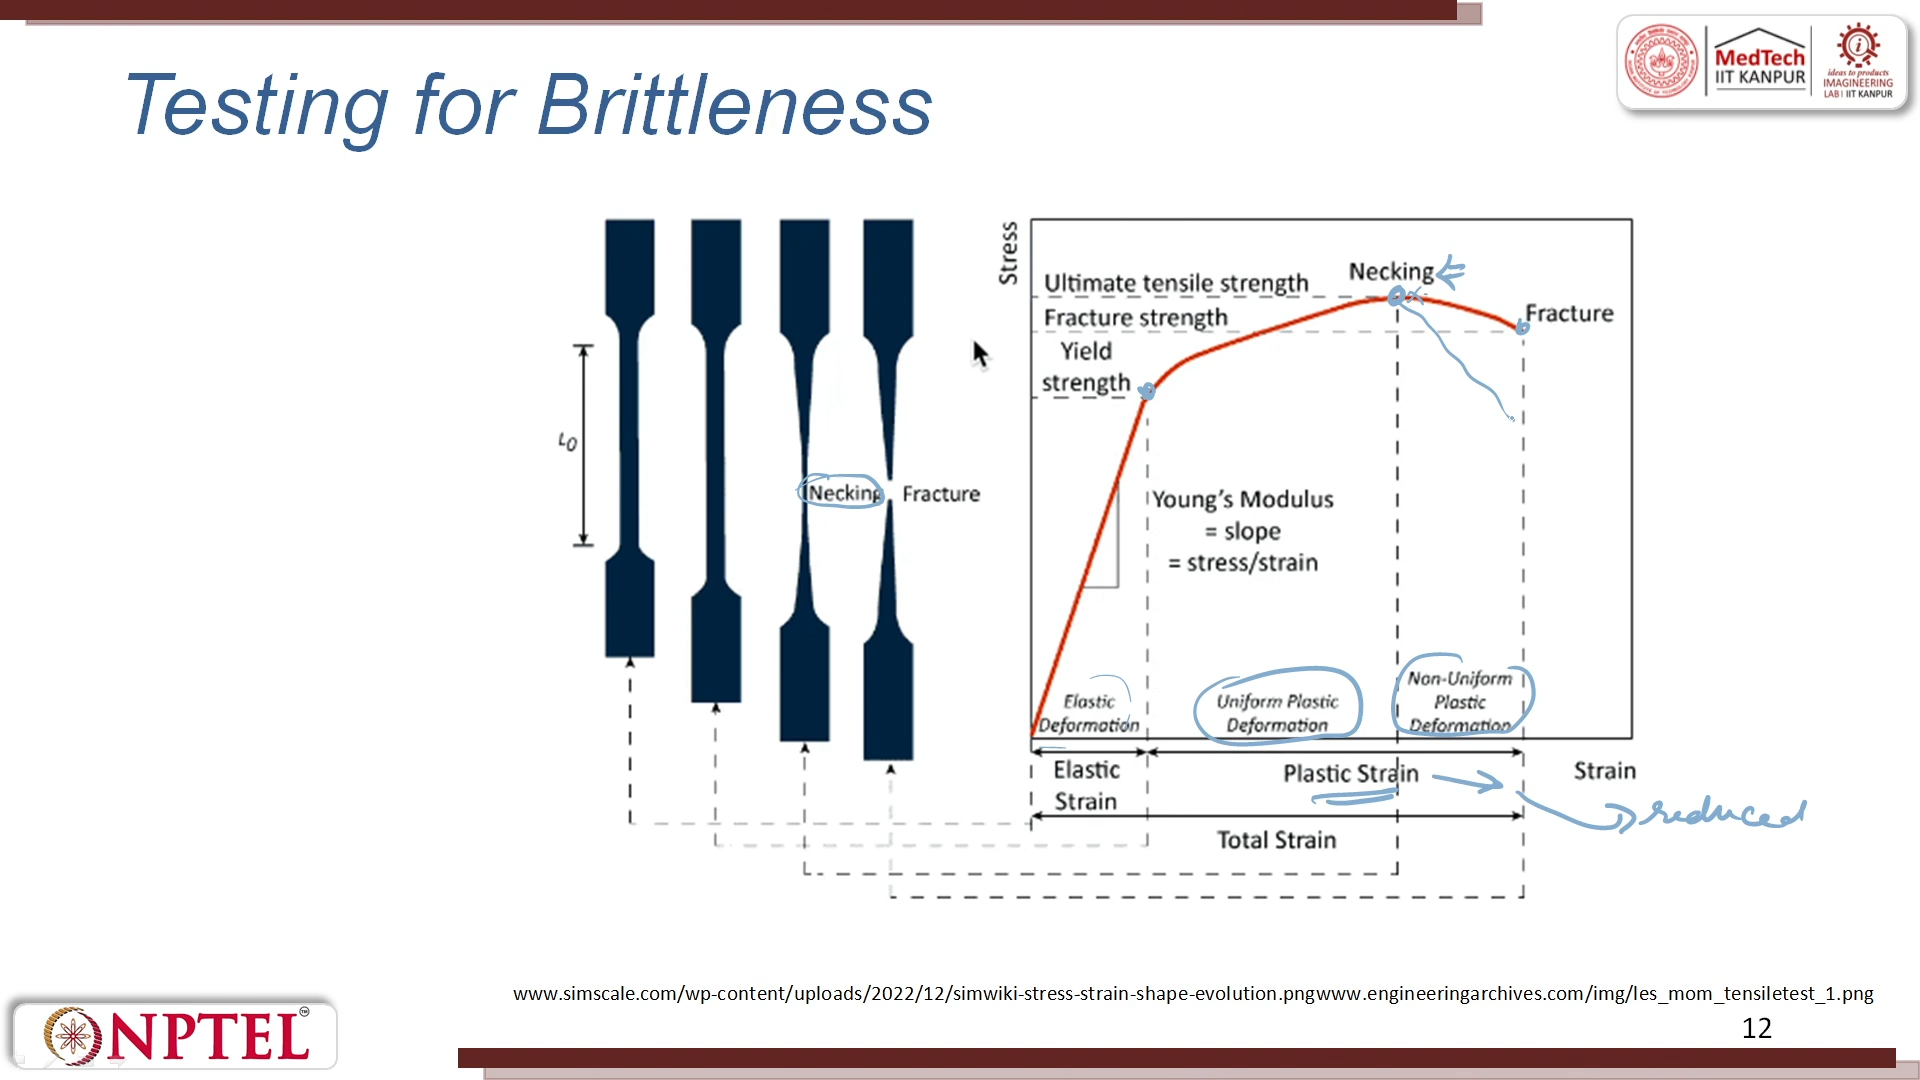 Testing for Brittleness
MedTech
IIT KANPUR
ideas to products
IMAGINEERING
LAB | IIT KANPUR
L0
Necking
Fracture
Stress
Ultimate tensile strength
Fracture strength
Yield
strength
Necking
Fracture
Young's Modulus
= slope
= stress/strain
Elastic
Deformation
Uniform Plastic
Deformation
Non-Uniform
Plastic
Deformation
Elastic
Strain
Plastic Strain
Strain
reduced
Total Strain
www.simscale.com/wp-content/uploads/2022/12/simwiki-stress-strain-shape-evolution.pngwww.engineeringarchives.com/img/les_mom_tensiletest_1.png
12
NPTEL
TM